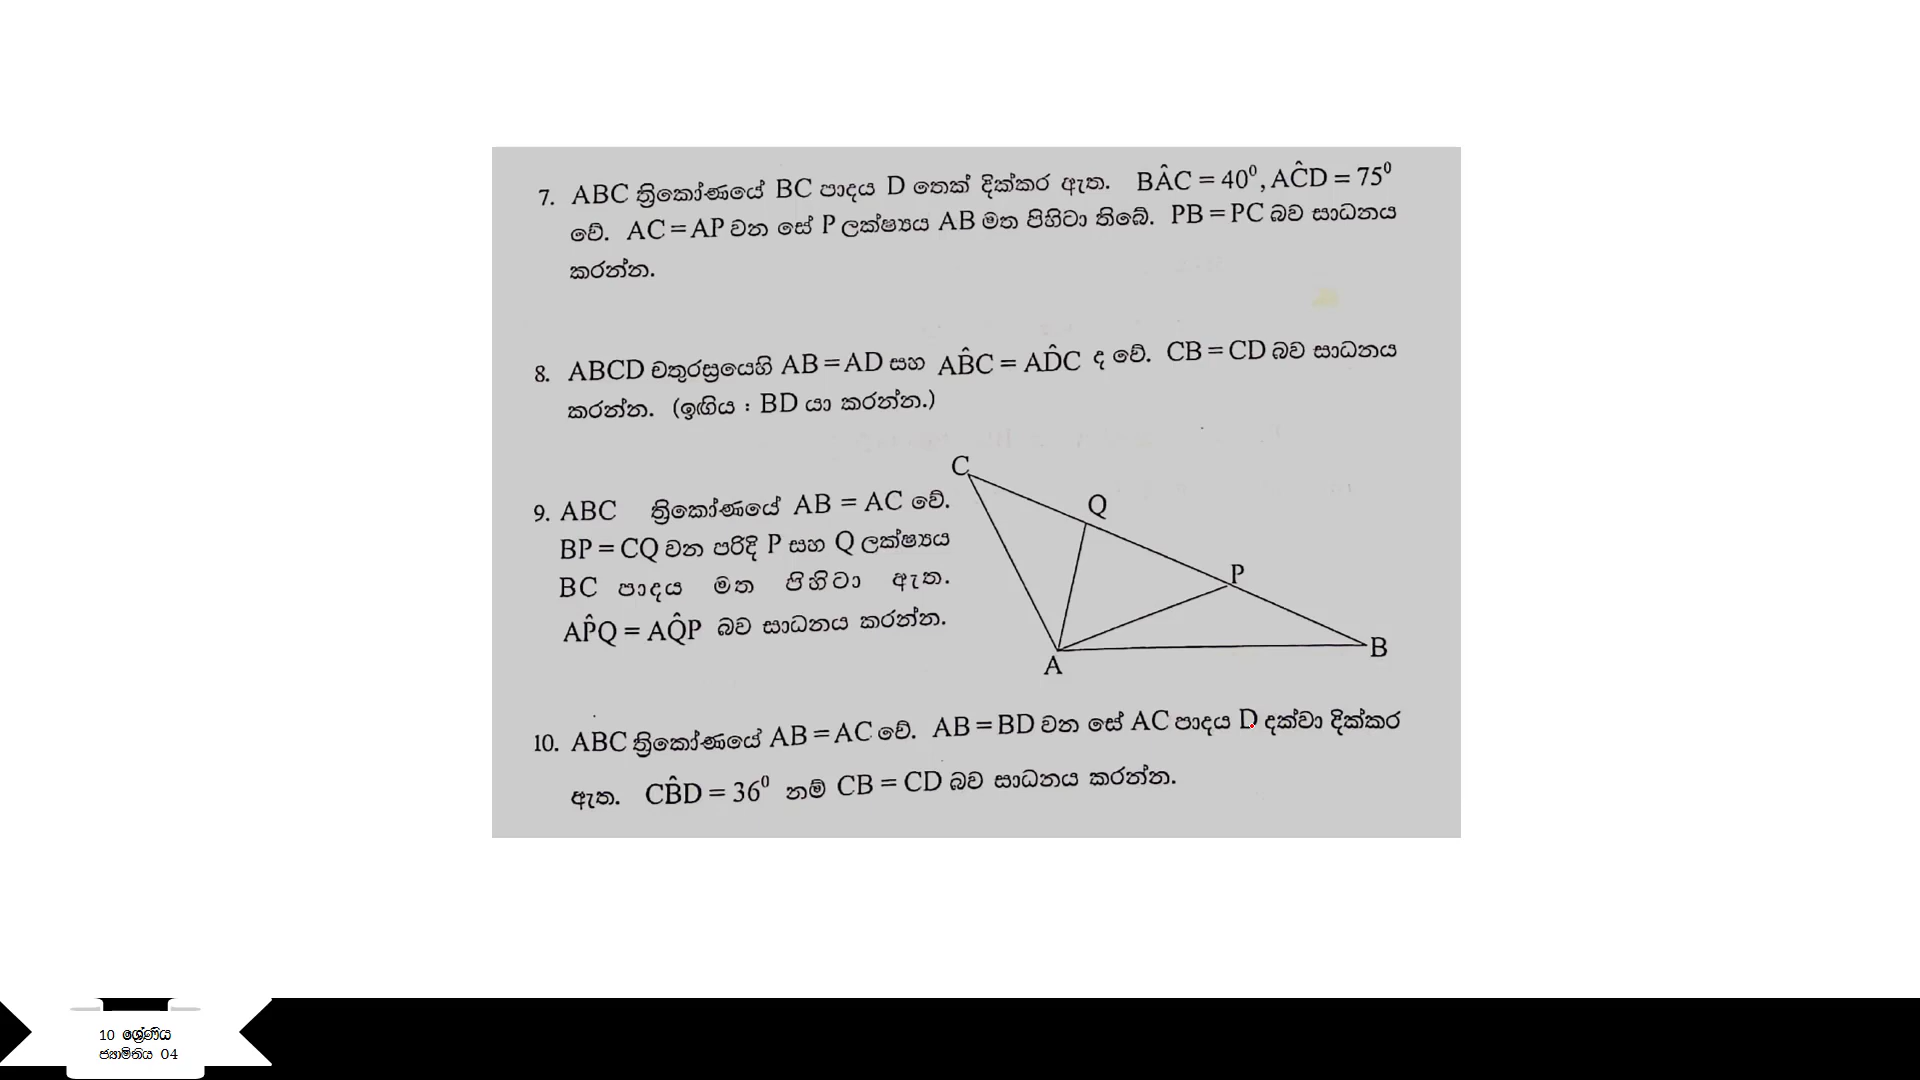 7. ABC ත්‍රිකෝණයේ BC පාදය D තෙක් දික්කර ඇත. BÂC = 40⁰, AĈD = 75⁰
වේ. AC = AP වන සේ P ලක්ෂ්‍යය AB මත පිහිටා තිබේ. PB = PC බව සාධනය
කරන්න.
8. ABCD චතුරස්‍රයෙහි AB = AD සහ AB̂C = AD̂C ද වේ. CB = CD බව සාධනය
කරන්න. (ඉඟිය : BD යා කරන්න.)
9. ABC ත්‍රිකෝණයේ AB = AC වේ.
BP = CQ වන පරිදි P සහ Q ලක්ෂ්‍යය
BC පාදය මත පිහිටා ඇත.
AP̂Q = AQ̂P බව සාධනය කරන්න.
C
Q
P
B
A
10. ABC ත්‍රිකෝණයේ AB = AC වේ. AB = BD වන සේ AC පාදය D දක්වා දික්කර
ඇත. CB̂D = 36⁰ නම් CB = CD බව සාධනය කරන්න.
10 ශ්‍රේණිය
ජ්‍යාමිතිය 04